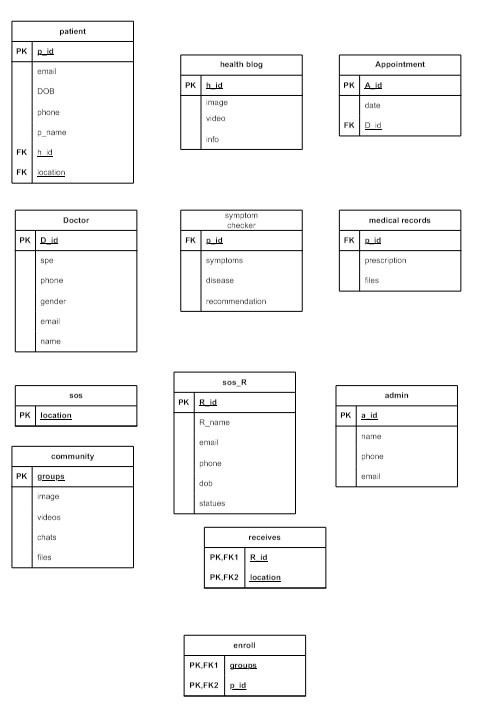 patient
PK p_id
email
DOB
phone
p_name
FK h_id
FK location
health blog
PK h_id
image
video
info
Appointment
PK A_id
date
FK D_id
Doctor
PK D_id
spe
phone
gender
email
name
symptom
checker
FK p_id
symptoms
disease
recommendation
medical records
FK p_id
prescription
files
sos
PK location
sos_R
PK R_id
R_name
email
phone
dob
statues
admin
PK a_id
name
phone
email
community
PK groups
image
videos
chats
files
receives
PK,FK1 R_id
PK,FK2 location
enroll
PK,FK1 groups
PK,FK2 p_id